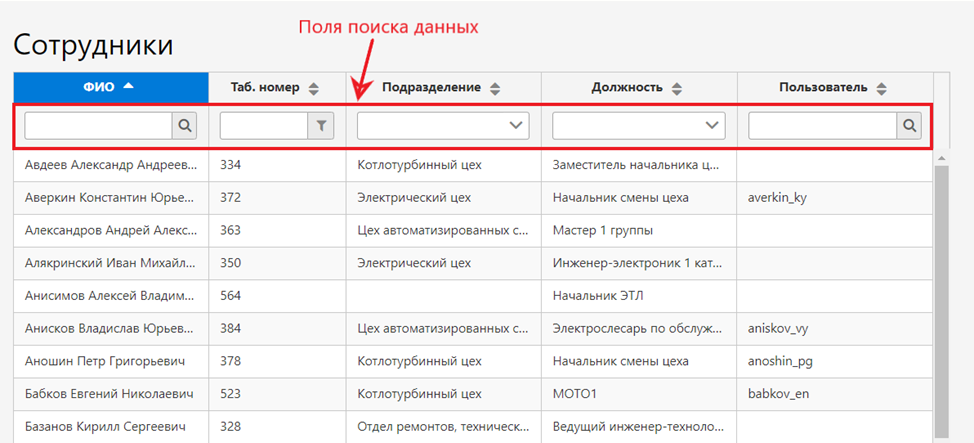 Поля поиска данных
Сотрудники
ФИО Таб. номер Подразделение Должность Пользователь
Авдеев Александр Андреев... 334 Котлотурбинный цех Заместитель начальника ц...
Аверкин Константин Юрье... 372 Электрический цех Начальник смены цеха averkin_ky
Александров Андрей Алекс... 363 Цех автоматизированных с... Мастер 1 группы
Алякринский Иван Михайл... 350 Электрический цех Инженер-электроник 1 кат...
Анисимов Алексей Владим... 564 Начальник ЭТЛ
Анисков Владислав Юрьев... 384 Цех автоматизированных с... Электрослесарь по обслуж... aniskov_vy
Аношин Петр Григорьевич 378 Котлотурбинный цех Начальник смены цеха anoshin_pg
Бабков Евгений Николаевич 523 Котлотурбинный цех МОТО1 babkov_en
Базанов Кирилл Сергеевич 328 Отдел ремонтов, техническ... Ведущий инженер-техноло...